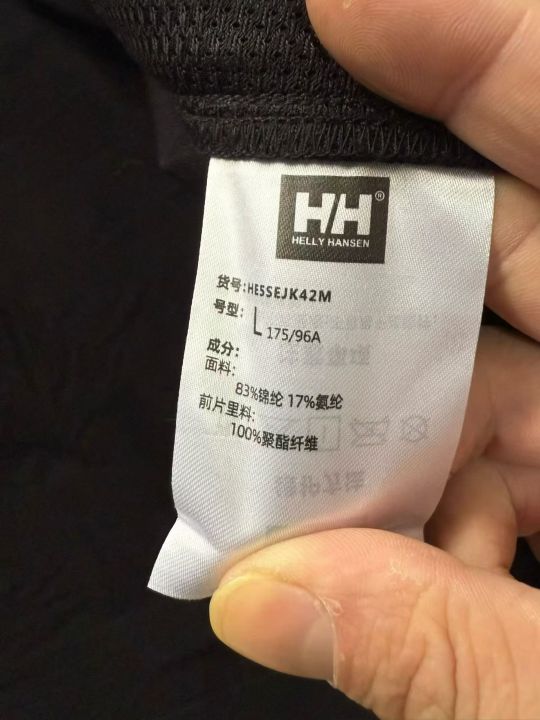 HH®
HELLY HANSEN
货号:HE5SEJK42M
号型: L 175/96A
成分:
面料:
83%锦纶 17%氨纶
前片里料:
100%聚酯纤维